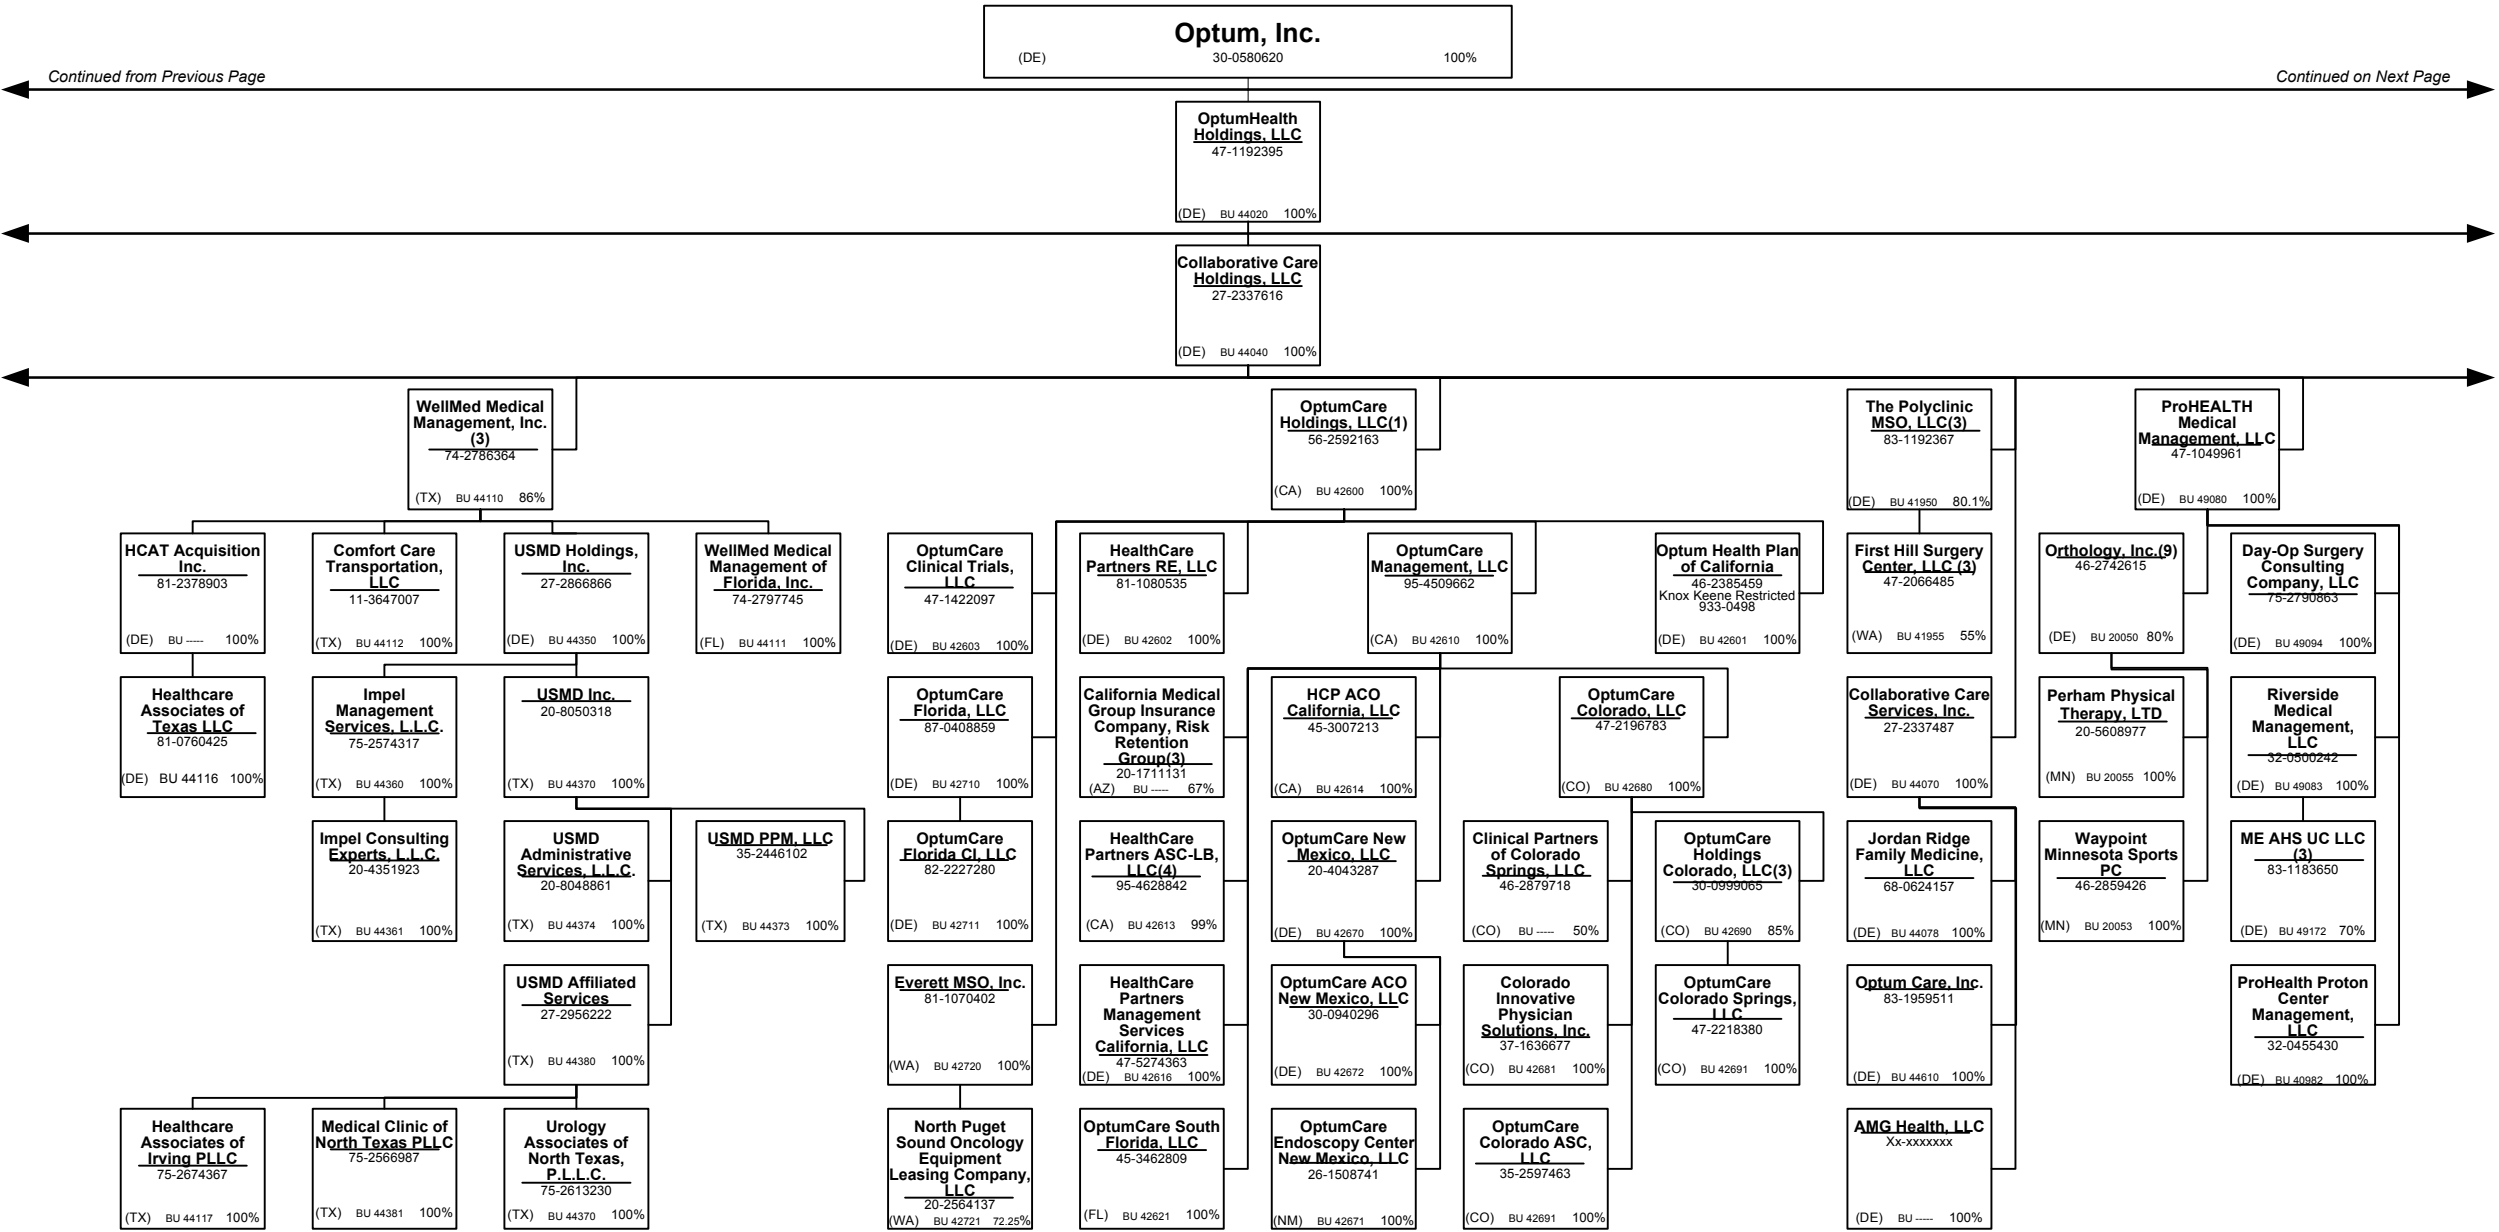 Optum, Inc.
(DE) 30-0580620 100%
Continued from Previous Page
Continued on Next Page
OptumHealth
Holdings, LLC
47-1192395
(DE) BU 44020 100%
Collaborative Care
Holdings, LLC
27-2337616
(DE) BU 44040 100%
WellMed Medical
Management, Inc.
(3)
74-2786364
(TX) BU 44110 86%
OptumCare
Holdings, LLC(1)
56-2592163
(CA) BU 42600 100%
The Polyclinic
MSO, LLC(3)
83-1192367
(DE) BU 41950 80.1%
ProHEALTH
Medical
Management, LLC
47-1049961
(DE) BU 49080 100%
HCAT Acquisition
Inc.
81-2378903
(DE) BU ----- 100%
Comfort Care
Transportation,
LLC
11-3647007
(TX) BU 44112 100%
USMD Holdings,
Inc.
27-2866866
(DE) BU 44350 100%
WellMed Medical
Management of
Florida, Inc.
74-2797745
(FL) BU 44111 100%
OptumCare
Clinical Trials,
LLC
47-1422097
(DE) BU 42603 100%
HealthCare
Partners RE, LLC
81-1080535
(DE) BU 42602 100%
OptumCare
Management, LLC
95-4509662
(CA) BU 42610 100%
Optum Health Plan
of California
46-2385459
Knox Keene Restricted
933-0498
(DE) BU 42601 100%
First Hill Surgery
Center, LLC (3)
47-2066485
(WA) BU 41955 55%
Orthology, Inc.(9)
46-2742615
(DE) BU 20050 80%
Day-Op Surgery
Consulting
Company, LLC
75-2790863
(DE) BU 49094 100%
Healthcare
Associates of
Texas LLC
81-0760425
(DE) BU 44116 100%
Impel
Management
Services, L.L.C.
75-2574317
(TX) BU 44360 100%
USMD Inc.
20-8050318
(TX) BU 44370 100%
OptumCare
Florida, LLC
87-0408859
(DE) BU 42710 100%
California Medical
Group Insurance
Company, Risk
Retention
Group(3)
20-1711131
(AZ) BU ----- 67%
HCP ACO
California, LLC
45-3007213
(CA) BU 42614 100%
OptumCare
Colorado, LLC
47-2196783
(CO) BU 42680 100%
Collaborative Care
Services, Inc.
27-2337487
(DE) BU 44070 100%
Perham Physical
Therapy, LTD
20-5608977
(MN) BU 20055 100%
Riverside
Medical
Management,
LLC
32-0500242
(DE) BU 49083 100%
Impel Consulting
Experts, L.L.C.
20-4351923
(TX) BU 44361 100%
USMD
Administrative
Services, L.L.C.
20-8048861
(TX) BU 44374 100%
USMD PPM, LLC
35-2446102
(TX) BU 44373 100%
OptumCare
Florida CI, LLC
82-2227280
(DE) BU 42711 100%
HealthCare
Partners ASC-LB,
LLC(4)
95-4628842
(CA) BU 42613 99%
OptumCare New
Mexico, LLC
20-4043287
(DE) BU 42670 100%
Clinical Partners
of Colorado
Springs, LLC
46-2879718
(CO) BU ----- 50%
OptumCare
Holdings
Colorado, LLC(3)
30-0999065
(CO) BU 42690 85%
Jordan Ridge
Family Medicine,
LLC
68-0624157
(DE) BU 44078 100%
Waypoint
Minnesota Sports
PC
46-2859426
(MN) BU 20053 100%
ME AHS UC LLC
(3)
83-1183650
(DE) BU 49172 70%
USMD Affiliated
Services
27-2956222
(TX) BU 44380 100%
Everett MSO, Inc.
81-1070402
(WA) BU 42720 100%
HealthCare
Partners
Management
Services
California, LLC
47-5274363
(DE) BU 42616 100%
OptumCare ACO
New Mexico, LLC
30-0940296
(DE) BU 42672 100%
Colorado
Innovative
Physician
Solutions, Inc.
37-1636677
(CO) BU 42681 100%
OptumCare
Colorado Springs,
LLC
47-2218380
(CO) BU 42691 100%
Optum Care, Inc.
83-1959511
(DE) BU 44610 100%
ProHealth Proton
Center
Management,
LLC
32-0455430
(DE) BU 40982 100%
Healthcare
Associates of
Irving PLLC
75-2674367
(TX) BU 44117 100%
Medical Clinic of
North Texas PLLC
75-2566987
(TX) BU 44381 100%
Urology
Associates of
North Texas,
P.L.L.C.
75-2613230
(TX) BU 44370 100%
North Puget
Sound Oncology
Equipment
Leasing Company,
LLC
20-2564137
(WA) BU 42721 72.25%
OptumCare South
Florida, LLC
45-3462809
(FL) BU 42621 100%
OptumCare
Endoscopy Center
New Mexico, LLC
26-1508741
(NM) BU 42671 100%
OptumCare
Colorado ASC,
LLC
35-2597463
(CO) BU 42691 100%
AMG Health, LLC
Xx-xxxxxxx
(DE) BU ----- 100%